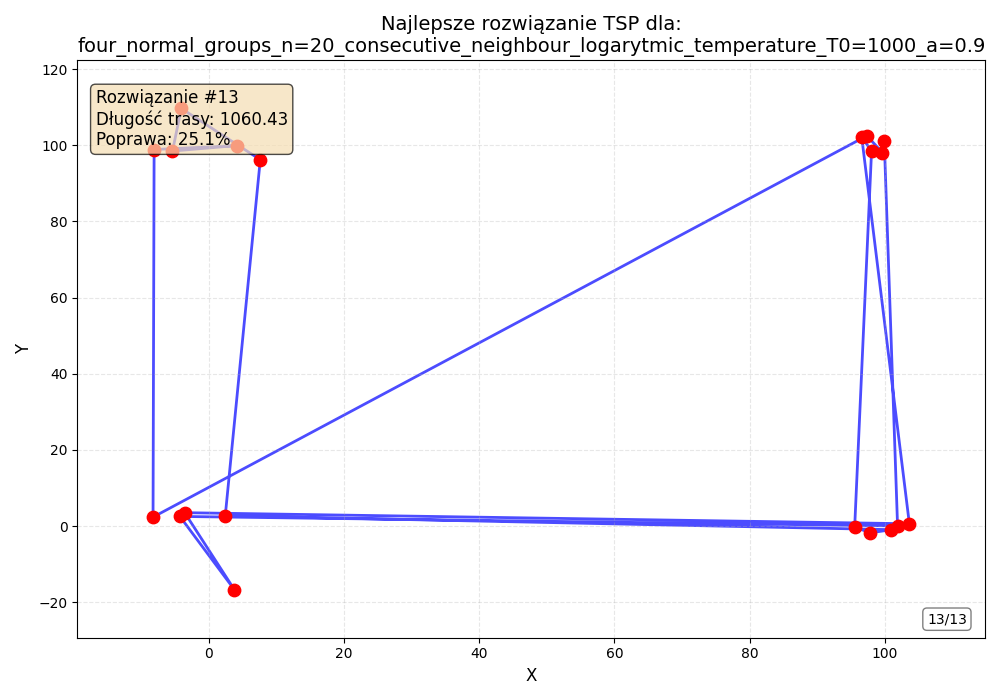 Najlepsze rozwiązanie TSP dla:
four_normal_groups_n=20_consecutive_neighbour_logarytmic_temperature_T0=1000_a=0.9
120
100
80
60
40
20
0
−20
Y
Rozwiązanie #13
Długość trasy: 1060.43
Poprawa: 25.1%
13/13
0
20
40
60
80
100
X